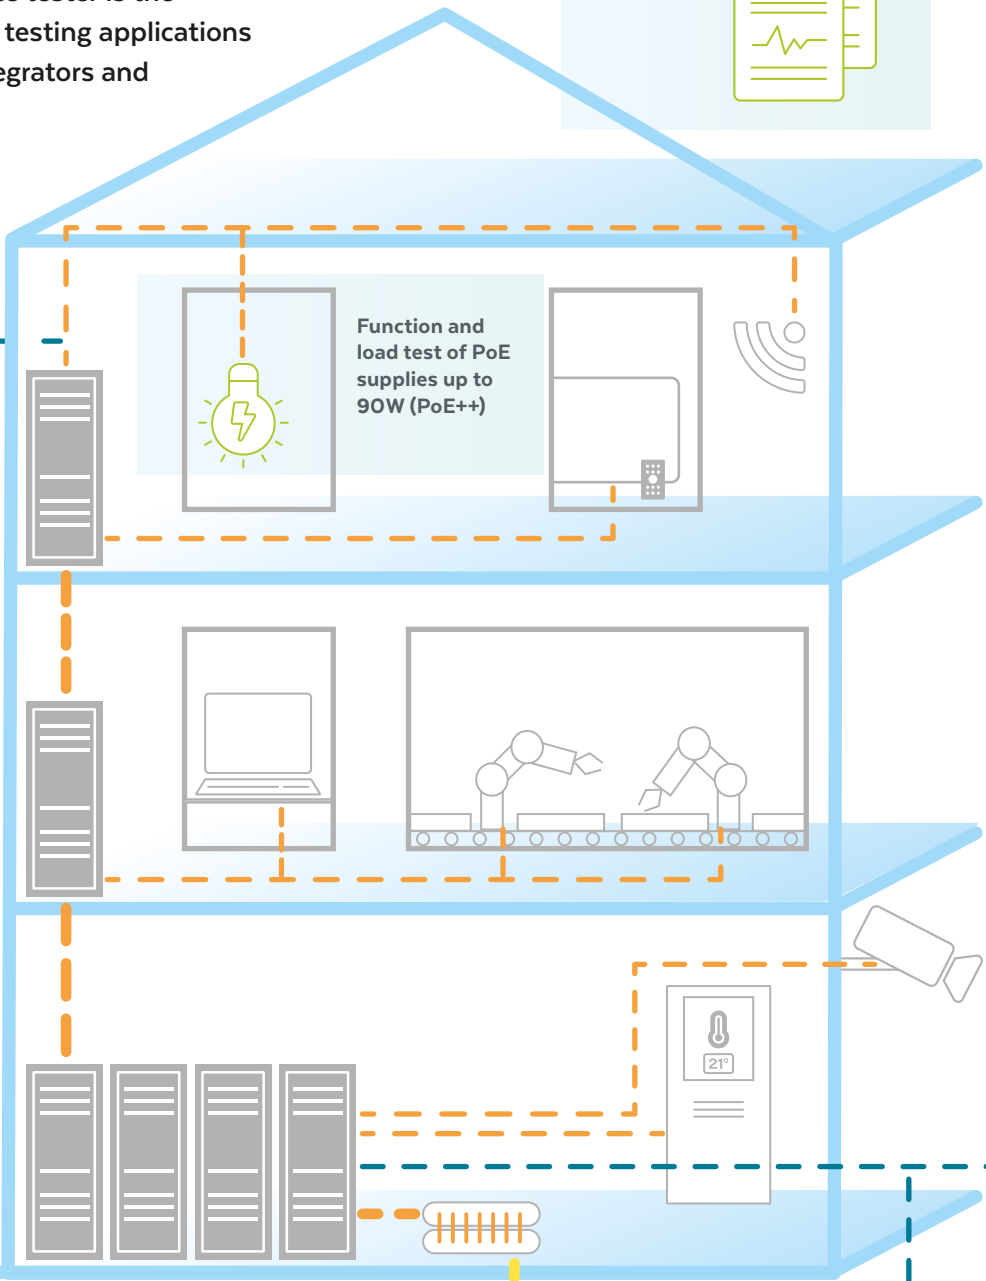 testing applications
egrators and
Function and
load test of PoE
supplies up to
90W (PoE++)
21°